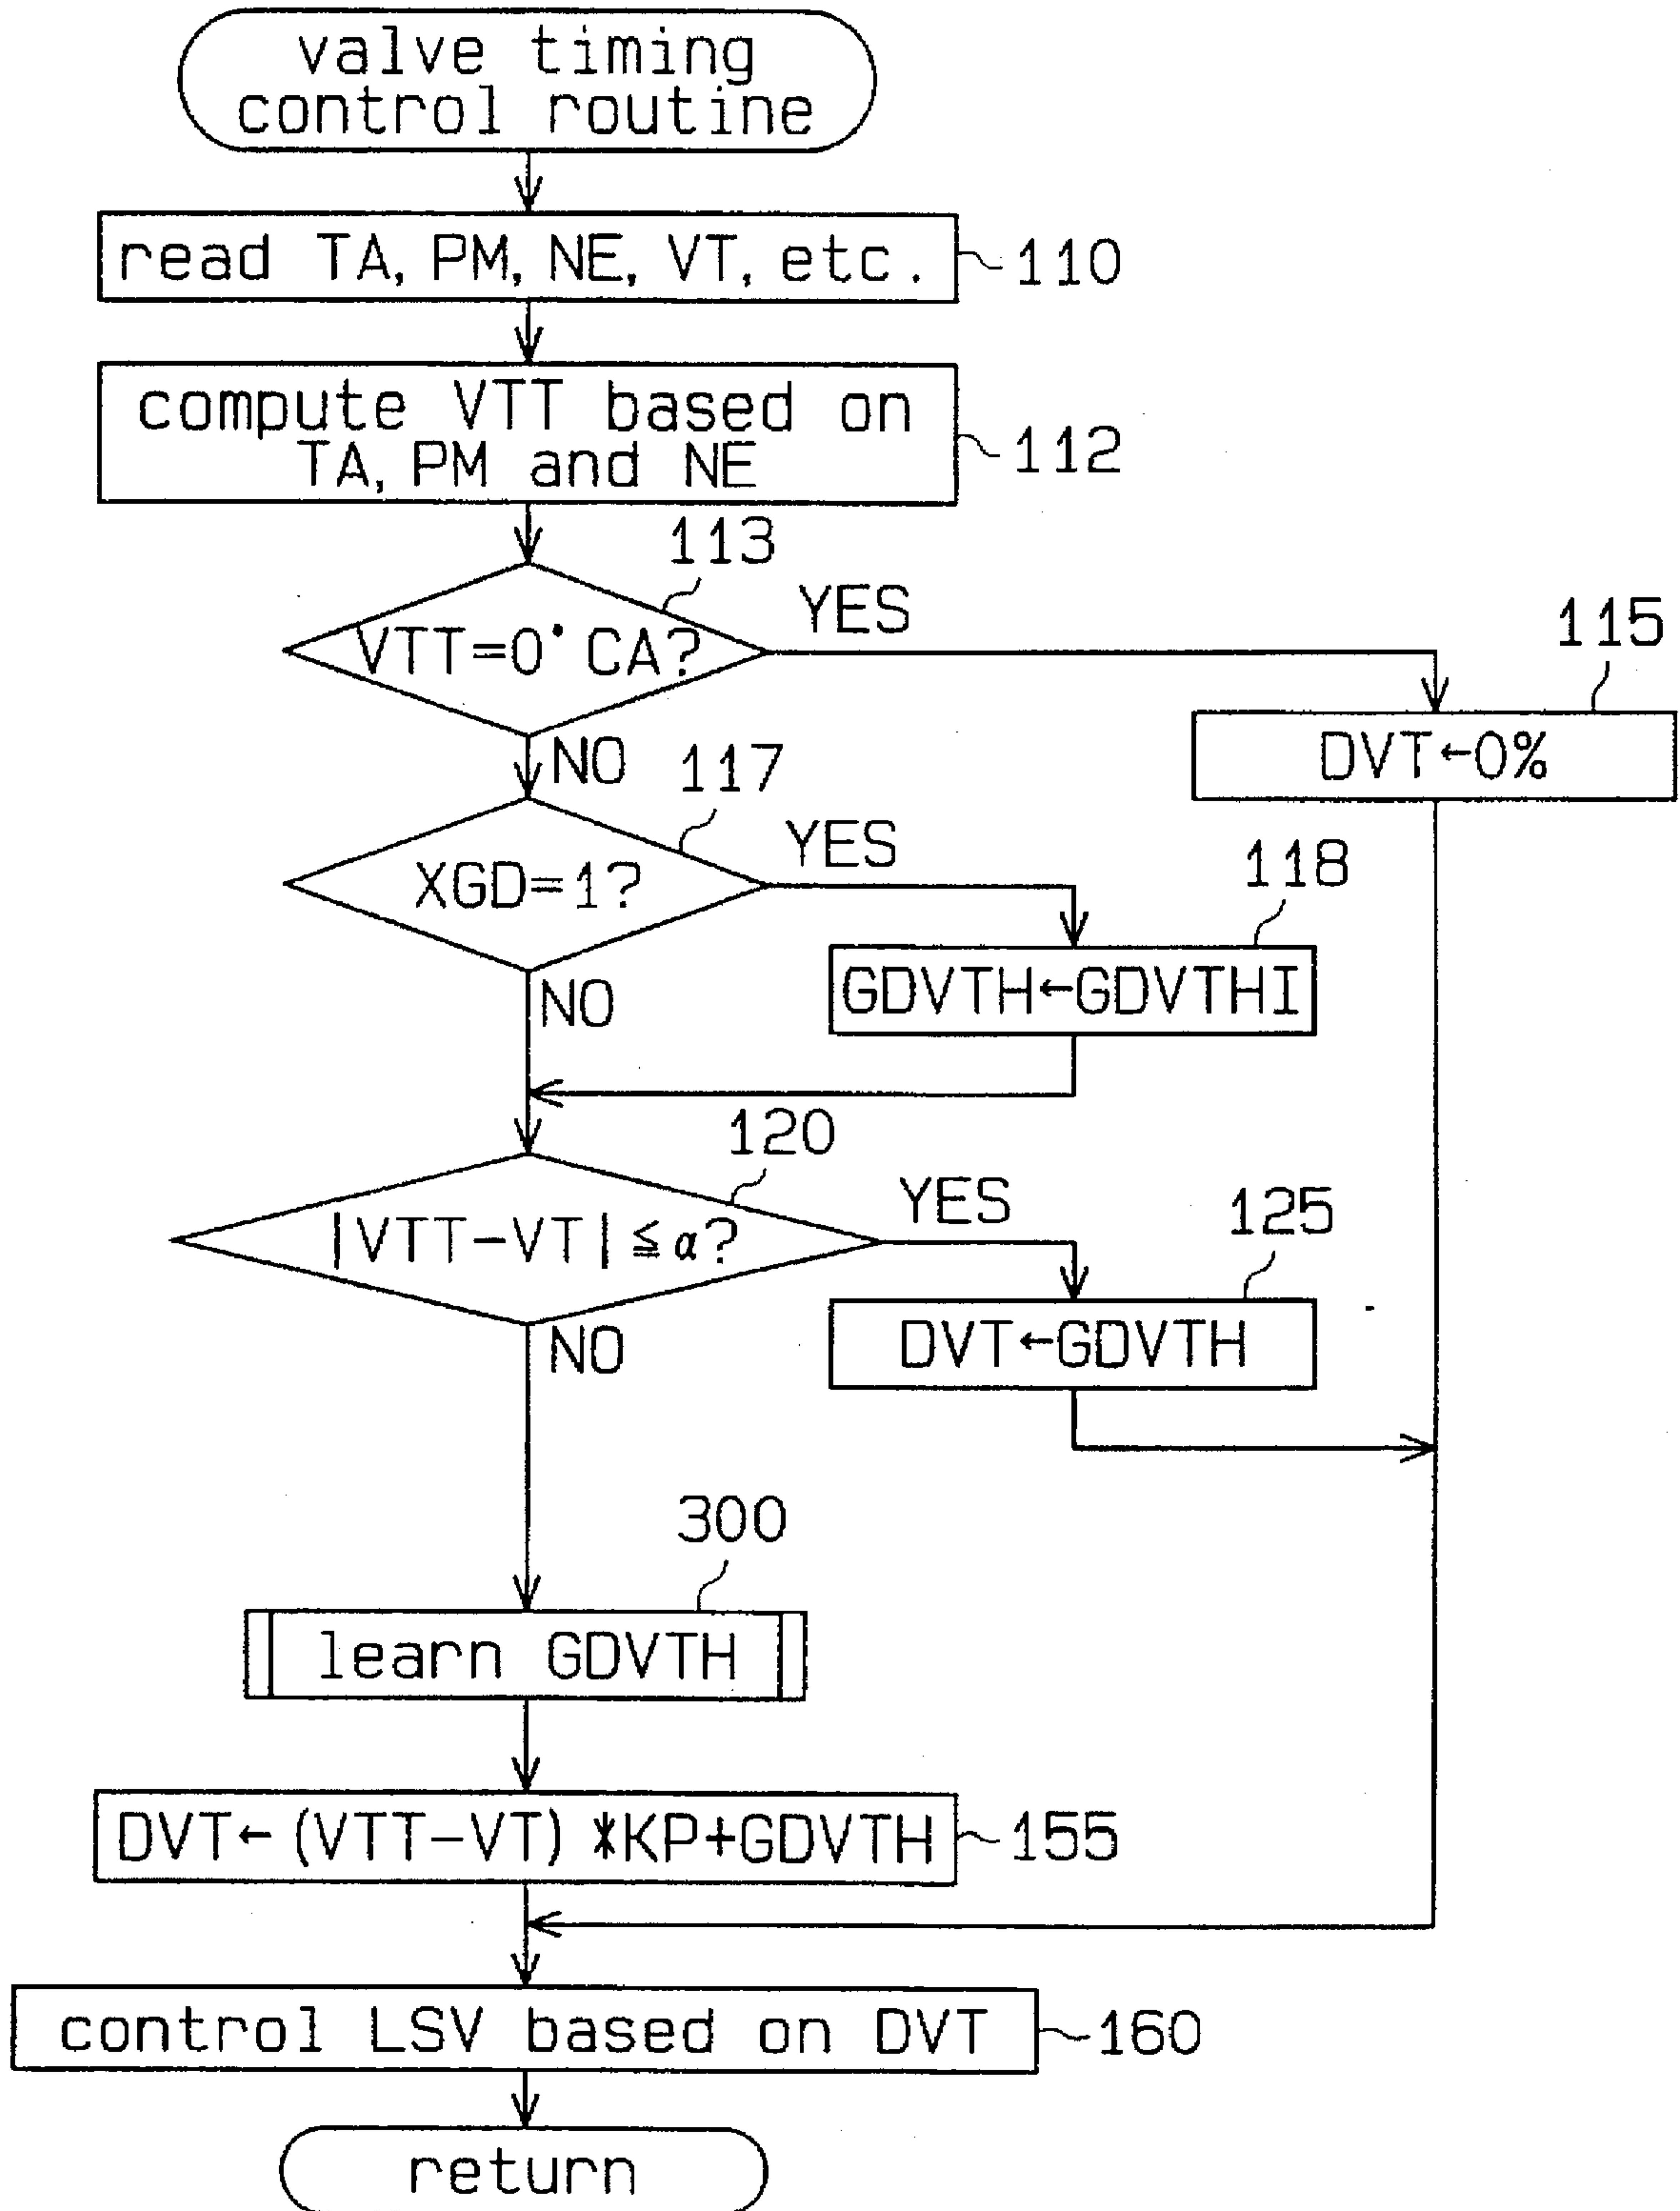 valve timing
control routine
read TA, PM, NE, VT, etc.
110
compute VTT based on
TA, PM and NE
112
113
VTT=0° CA?
YES
115
DVT←0%
NO
117
XGD=1?
YES
118
GDVTH←GDVTHI
NO
120
|VTT-VT|≦α?
YES
125
DVT←GDVTH
NO
300
learn GDVTH
DVT←(VTT-VT)*KP+GDVTH
155
control LSV based on DVT
160
return